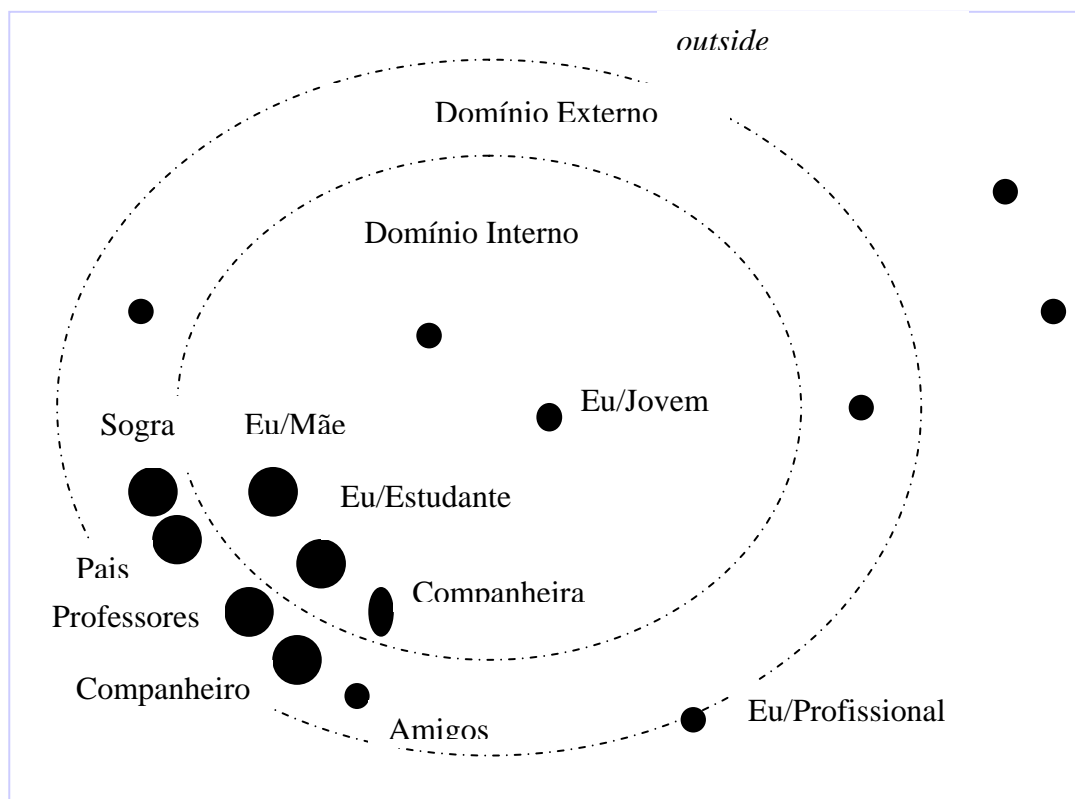 outside
Domínio Externo
Domínio Interno
Eu/Jovem
Sogra
Eu/Mãe
Eu/Estudante
Pais
Companheira
Professores
Companheiro
Eu/Profissional
Amigos